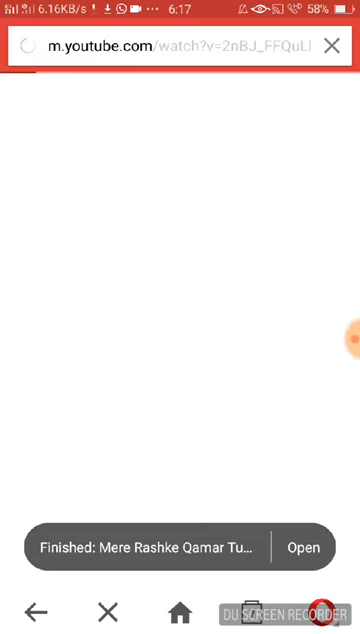 6.16KB/s ... 6:17 58%
m.youtube.com/watch?v=2nBJ_FFQuLI
Finished: Mere Rashke Qamar Tu... Open
DU SCREEN RECORDER